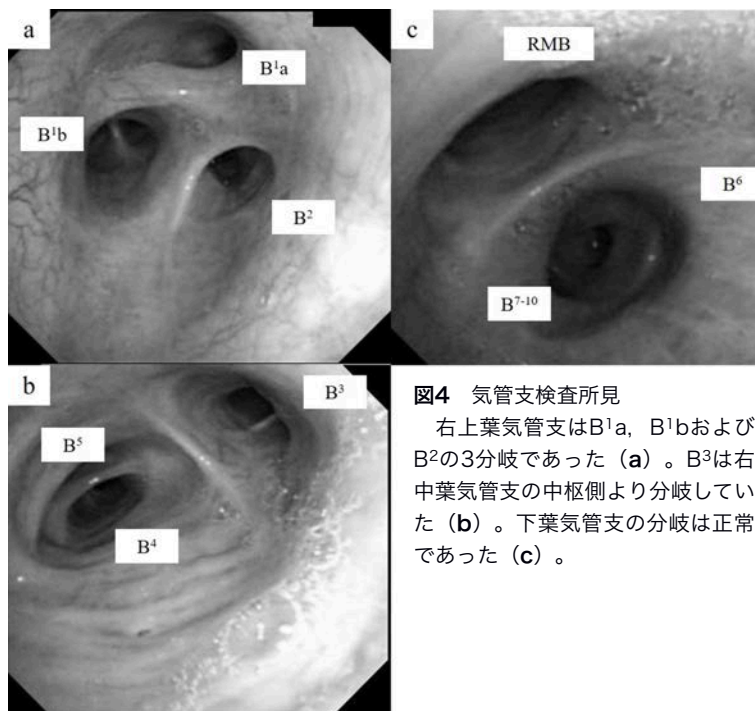 a
B¹a
B¹b
B²
c
RMB
B⁶
B⁷⁻¹⁰
b
B³
B⁵
B⁴
図4 気管支検査所見
右上葉気管支はB¹a，B¹bおよび
B²の3分岐であった（a）。B³は右
中葉気管支の中枢側より分岐してい
た（b）。下葉気管支の分岐は正常
であった（c）。